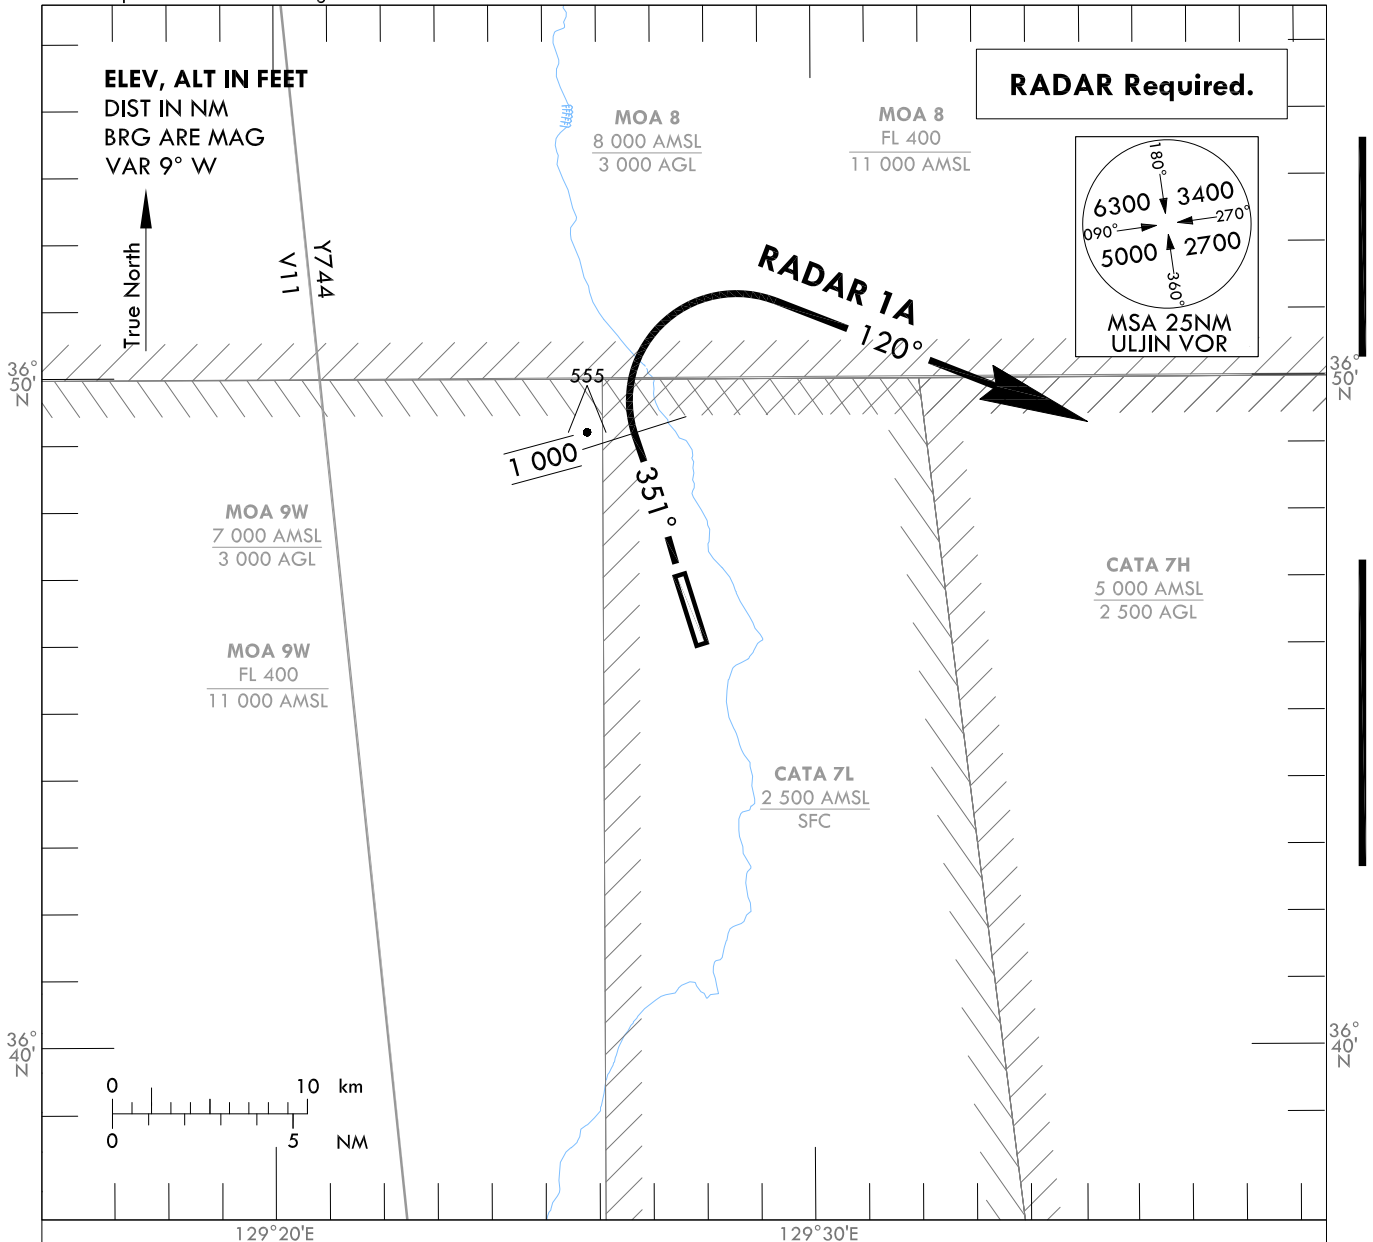 ELEV, ALT IN FEET
DIST IN NM
BRG ARE MAG
VAR 9° W
True North
V11
Y744
MOA 8
8 000 AMSL
3 000 AGL
MOA 8
FL 400
11 000 AMSL
RADAR Required.
180°
6300
3400
090°
270°
5000
2700
360°
MSA 25NM
ULJIN VOR
RADAR 1A
120°
36°
50'
N
36°
50'
N
555
1 000
351°
MOA 9W
7 000 AMSL
3 000 AGL
MOA 9W
FL 400
11 000 AMSL
CATA 7H
5 000 AMSL
2 500 AGL
CATA 7L
2 500 AMSL
SFC
36°
40'
N
36°
40'
N
0 10 km
0 5 NM
129°20'E
129°30'E